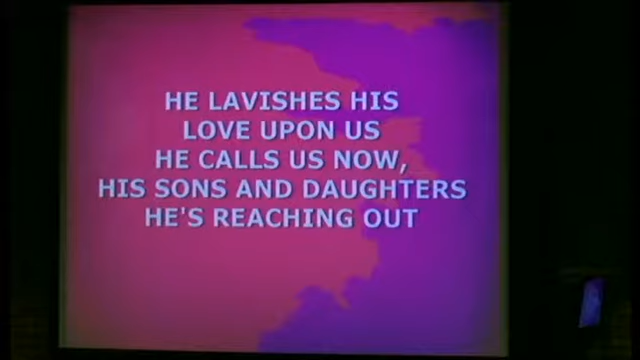 HE LAVISHES HIS
LOVE UPON US
HE CALLS US NOW,
HIS SONS AND DAUGHTERS
HE'S REACHING OUT